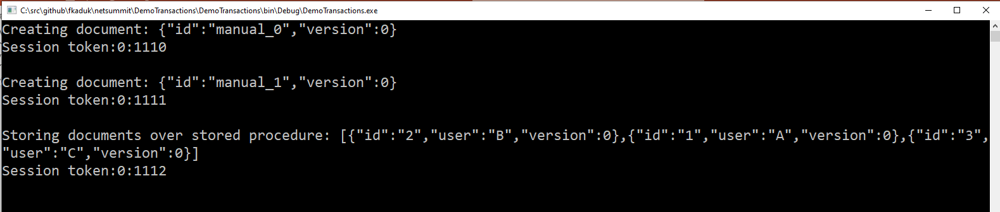 C:\src\github\fkaduk\netsummit\DemoTransactions\DemoTransactions\bin\Debug\DemoTransactions.exe
Creating document: {"id":"manual_0","version":0}
Session token:0:1110
Creating document: {"id":"manual_1","version":0}
Session token:0:1111
Storing documents over stored procedure: [{"id":"2","user":"B","version":0},{"id":"1","user":"A","version":0},{"id":"3",
"user":"C","version":0}]
Session token:0:1112